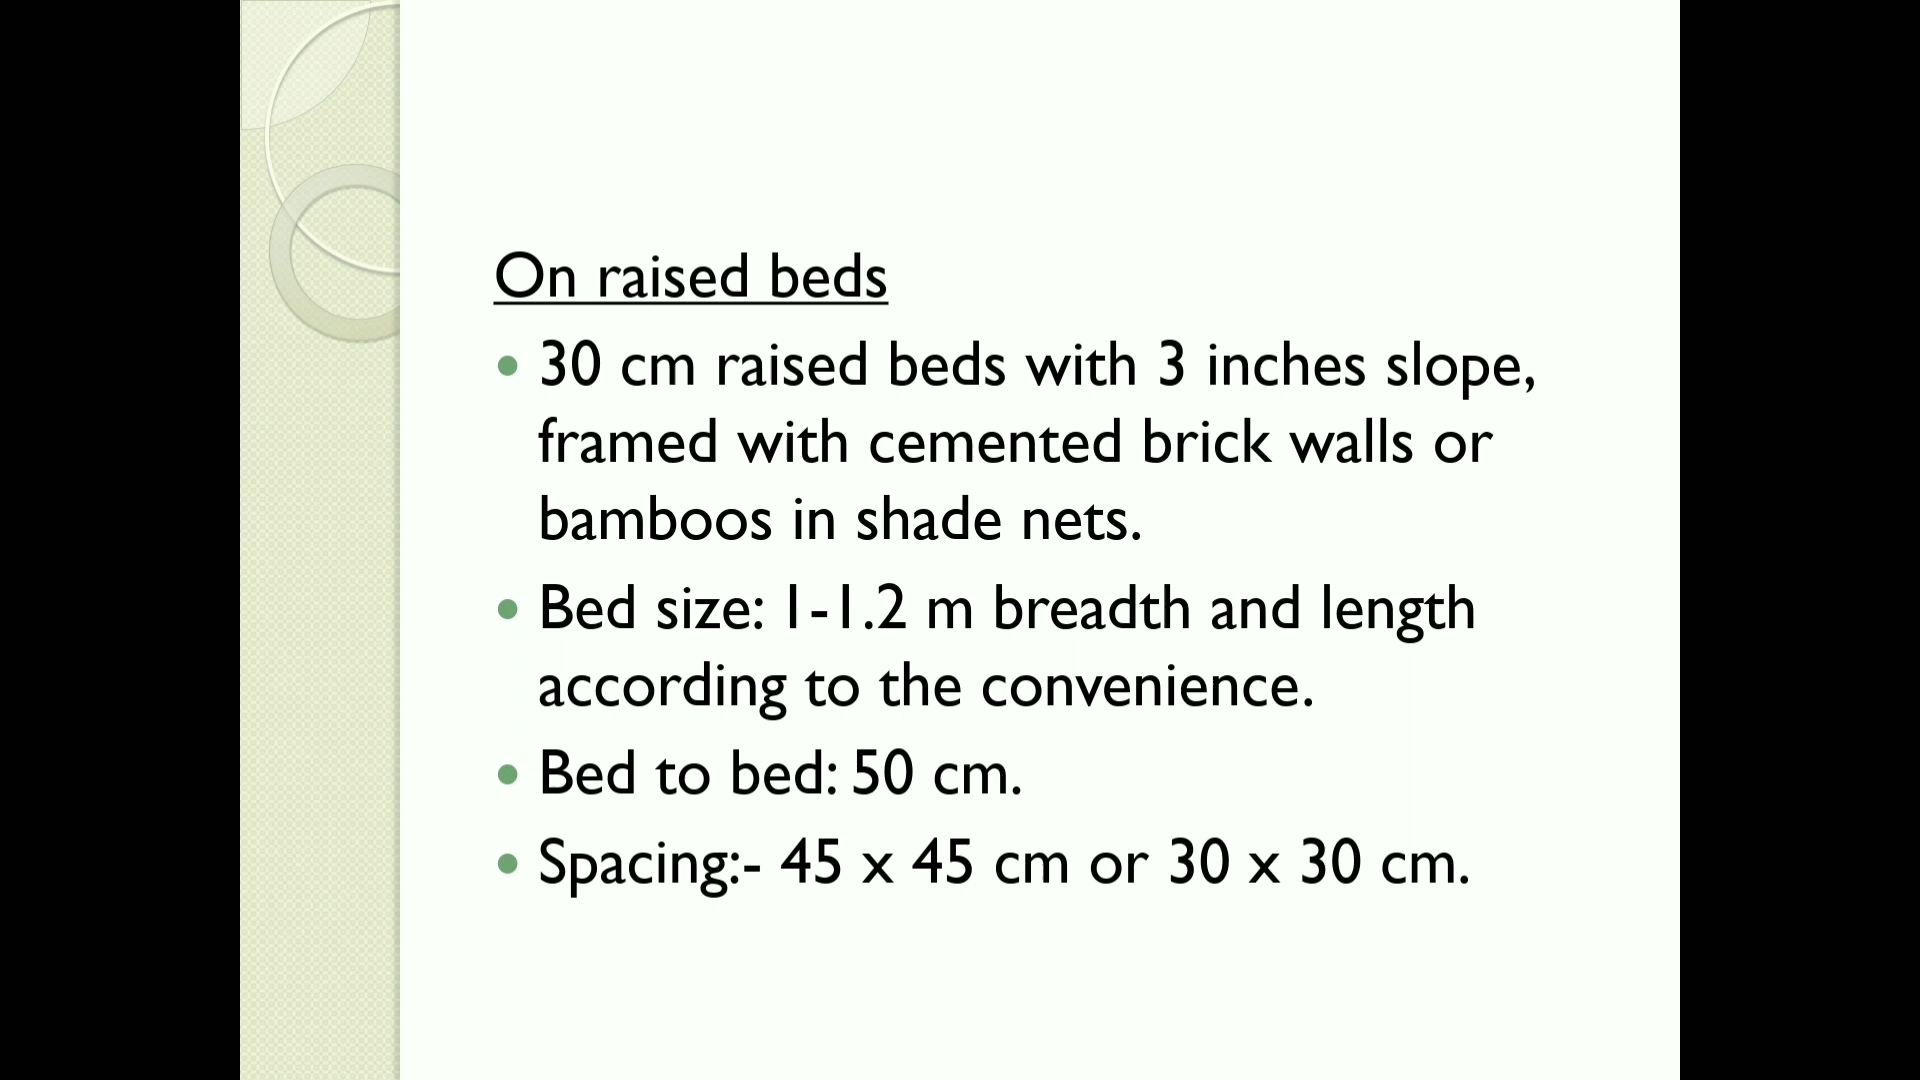 On raised beds
• 30 cm raised beds with 3 inches slope,
framed with cemented brick walls or
bamboos in shade nets.
• Bed size: 1-1.2 m breadth and length
according to the convenience.
• Bed to bed: 50 cm.
• Spacing:- 45 x 45 cm or 30 x 30 cm.